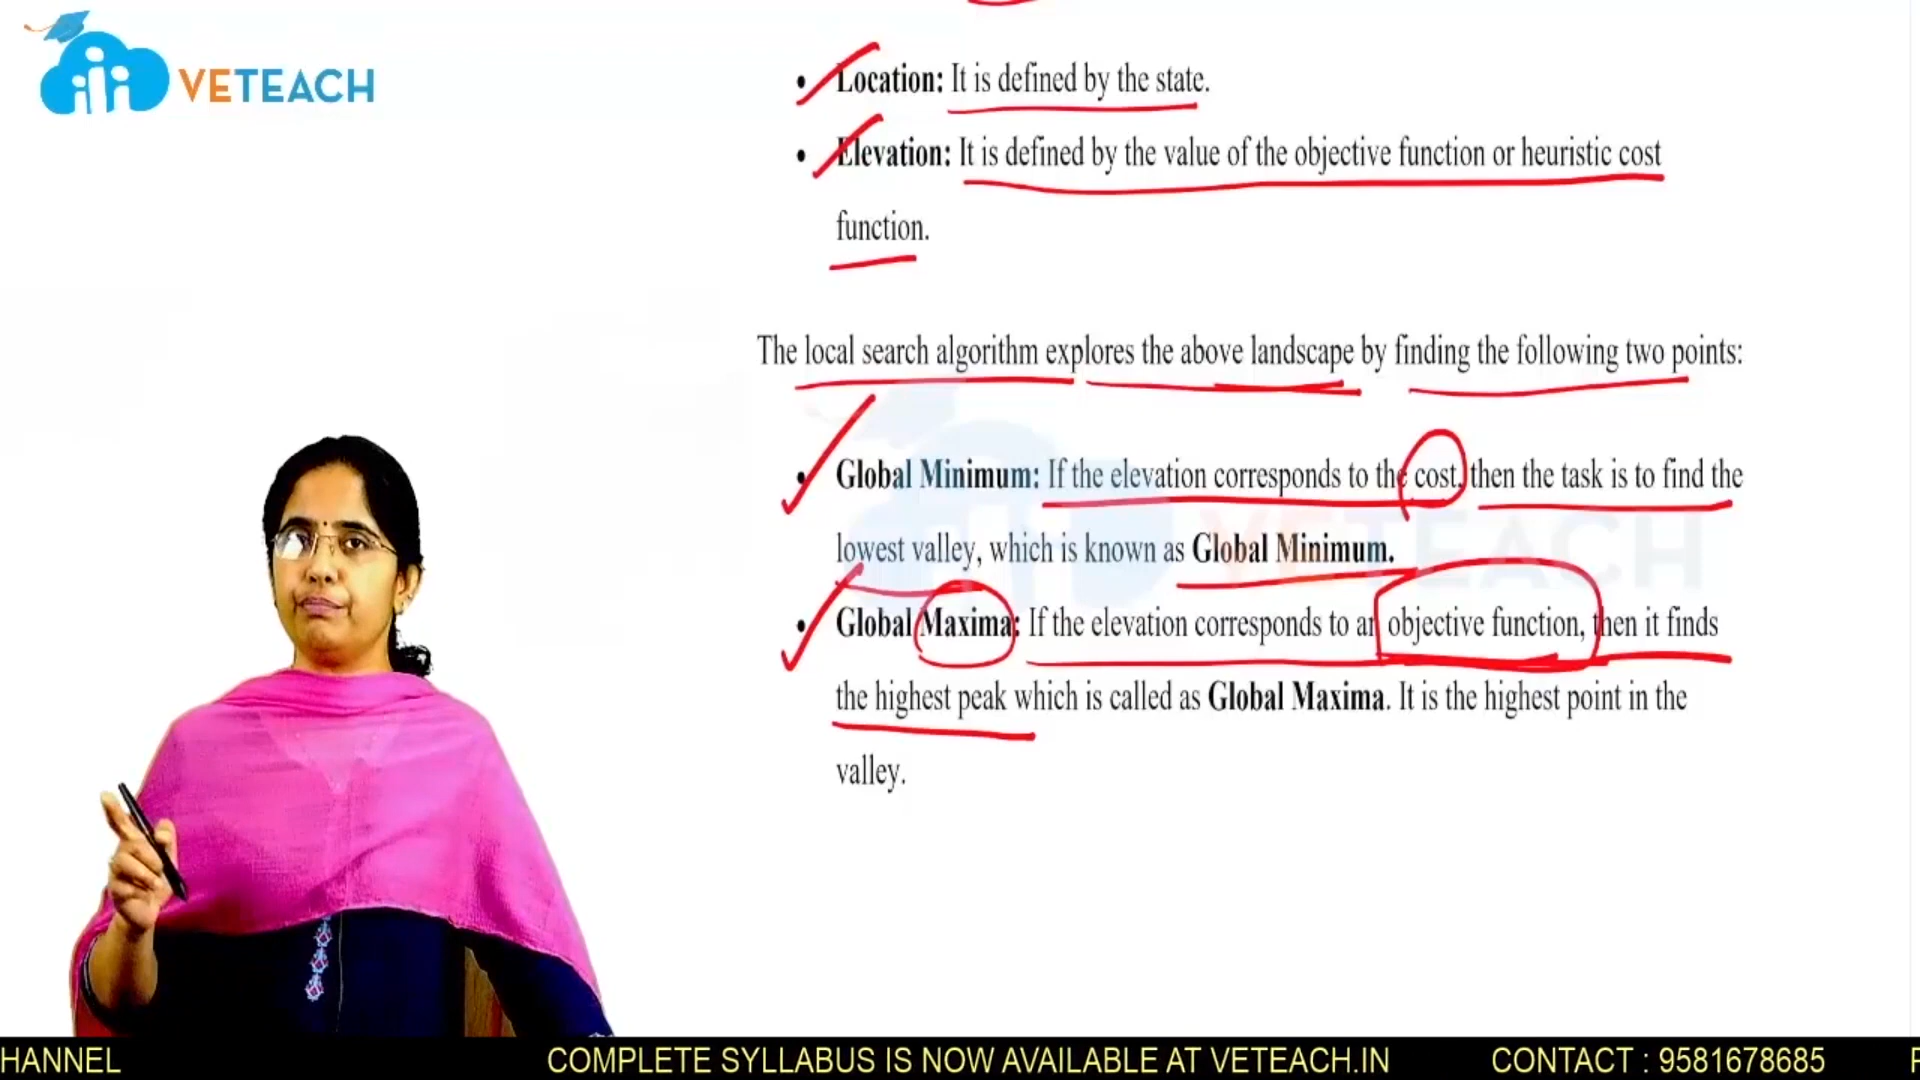 VETEACH
• Location: It is defined by the state.
• Elevation: It is defined by the value of the objective function or heuristic cost
function.
The local search algorithm explores the above landscape by finding the following two points:
• Global Minimum: If the elevation corresponds to the cost, then the task is to find the
lowest valley, which is known as Global Minimum.
• Global Maxima: If the elevation corresponds to an objective function, then it finds
the highest peak which is called as Global Maxima. It is the highest point in the
valley.
VETEACH
HANNEL COMPLETE SYLLABUS IS NOW AVAILABLE AT VETEACH.IN CONTACT : 9581678685